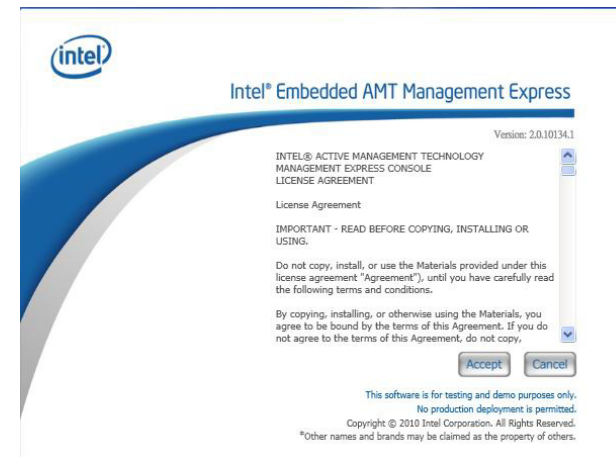 intel
Intel® Embedded AMT Management Express
Version: 2.0.10134.1
INTEL® ACTIVE MANAGEMENT TECHNOLOGY
MANAGEMENT EXPRESS CONSOLE
LICENSE AGREEMENT
License Agreement
IMPORTANT - READ BEFORE COPYING, INSTALLING OR
USING.
Do not copy, install, or use the Materials provided under this
license agreement "Agreement"), until you have carefully read
the following terms and conditions.
By copying, installing, or otherwise using the Materials, you
agree to be bound by the terms of this Agreement. If you do
not agree to the terms of this Agreement, do not copy,
Accept Cancel
This software is for testing and demo purposes only.
No production deployment is permitted.
Copyright © 2010 Intel Corporation. All Rights Reserved.
*Other names and brands may be claimed as the property of others.